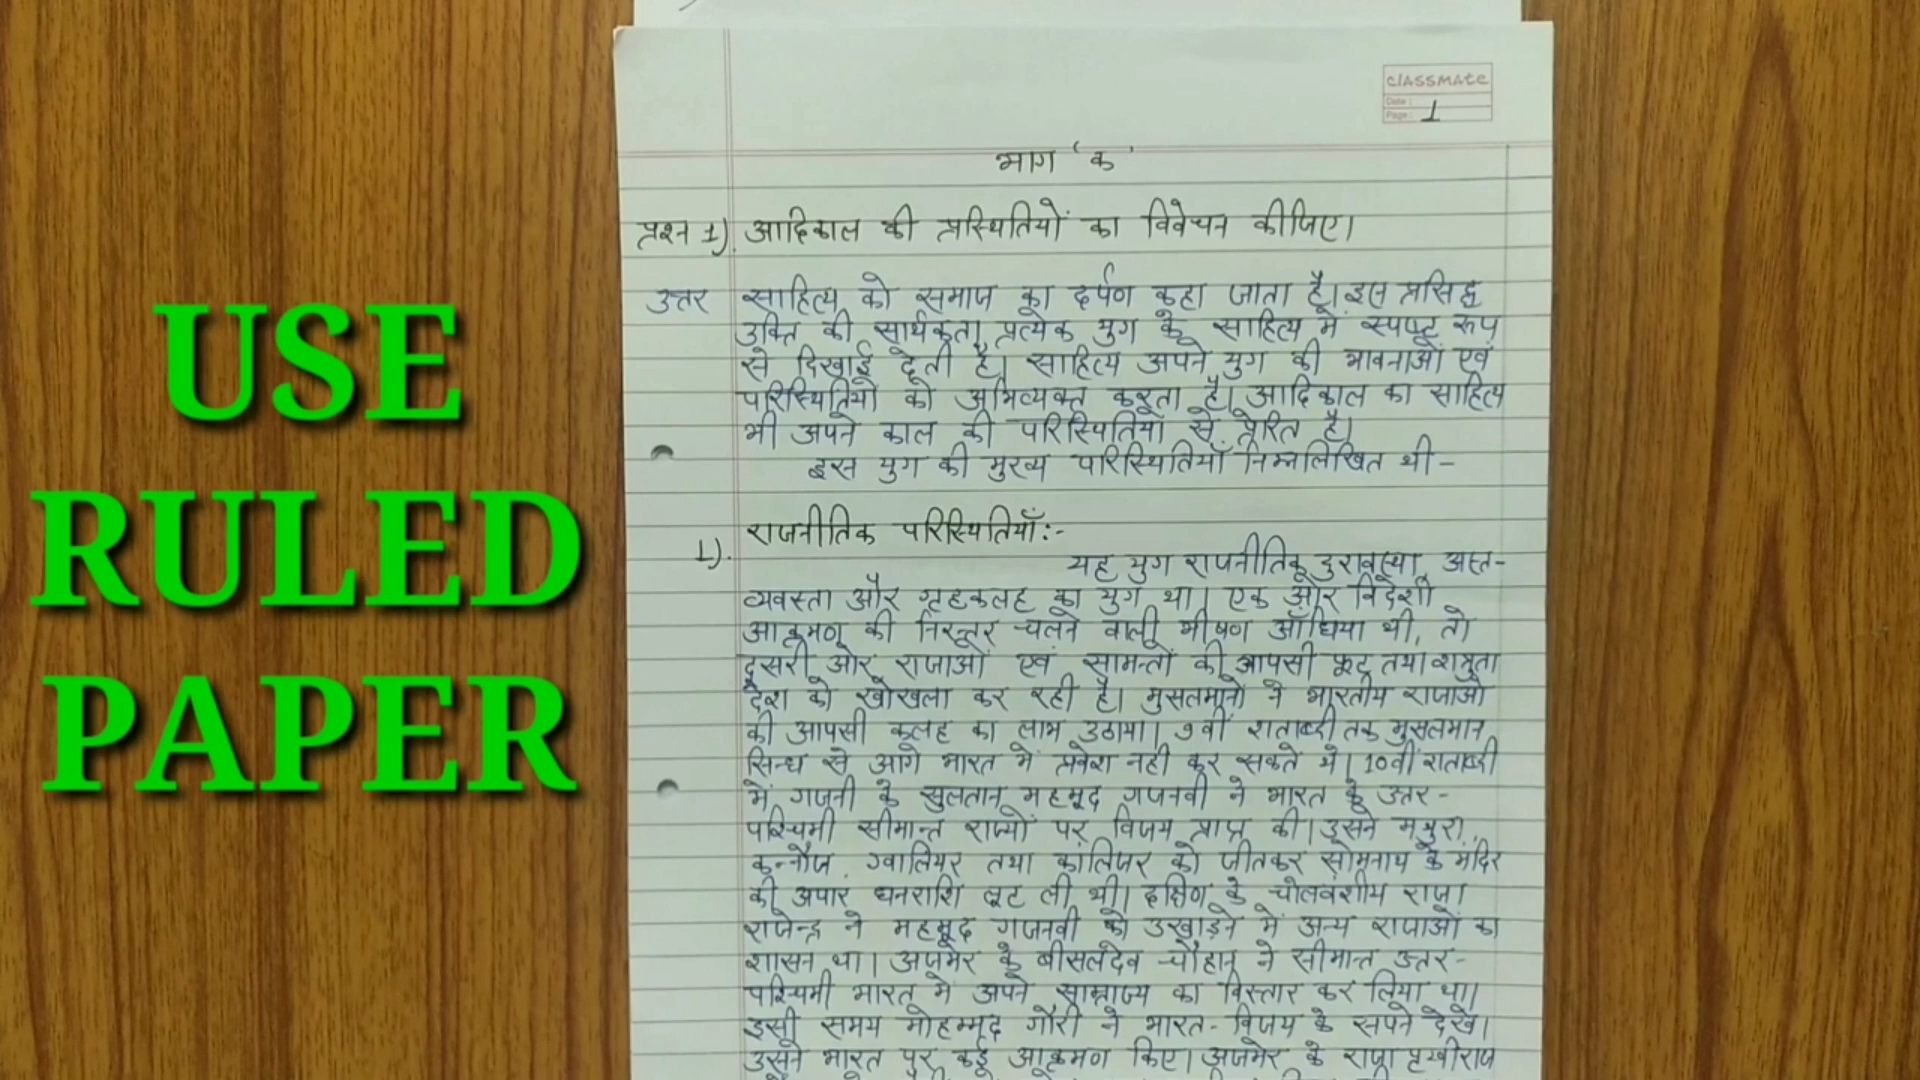 USE
RULED
PAPER
classmate
Date :
Page : 1
भाग 'क'
प्रश्न 1). आदिकाल की प्रस्थितियों का विवेचन कीजिए।
उत्तर साहित्य को समाज का दर्पण कहा जाता है। इस प्रसिद्ध
उक्ति की सार्थकता प्रत्येक युग के साहित्य में स्पष्ट रूप
से दिखाई देती है। साहित्य अपने युग की भावनाओं एवं
परिस्थितियों को अभिव्यक्त करता है। आदिकाल का साहित्य
भी अपने काल की परिस्थितियों से प्रेरित है।
इस युग की मुख्य परिस्थितियाँ निम्नलिखित थी -
1). राजनीतिक परिस्थितियाँ:-
यह युग राजनीतिक दुरावस्था, अस्त-
व्यवस्ता और गृहकलह का युग था। एक ओर विदेशी
आक्रमण की निरन्तर चलने वाली भीषण आँधिया थी, तो
दूसरी ओर राजाओं एवं सामन्तों की आपसी फूट तथा शत्रुता
देश को खोखला कर रही है। मुसलमानों ने भारतीय राजाओं
की आपसी कलह का लाभ उठाया। 9वीं शताब्दी तक मुसलमान
सिन्ध से आगे भारत में प्रवेश नही कर सकते थे। 10वीं शताब्दी
में गजनी के सुलतान महमूद गजनवी ने भारत के उत्तर-
पश्चिमी सीमान्त राज्यों पर विजय प्राप्त की। उसने मथुरा,
कन्नौज, ग्वालियर तथा कालिंजर को जीतकर सोमनाथ के मंदिर
की अपार धनराशि लूट ली थी। दक्षिण के चोलवंशीय राजा
राजेन्द्र ने महमूद गजनवी को उखाड़ने में अन्य राजाओं का
शासन था। अजमेर के बीसलदेव चौहान ने सीमान्त उत्तर-
पश्चिमी भारत में अपने साम्राज्य का विस्तार कर लिया था।
इसी समय मोहम्मद गौरी ने भारत-विजय के सपने देखे।
उसने भारत पर कई आक्रमण किए। अजमेर के राजा पृथ्वीराज